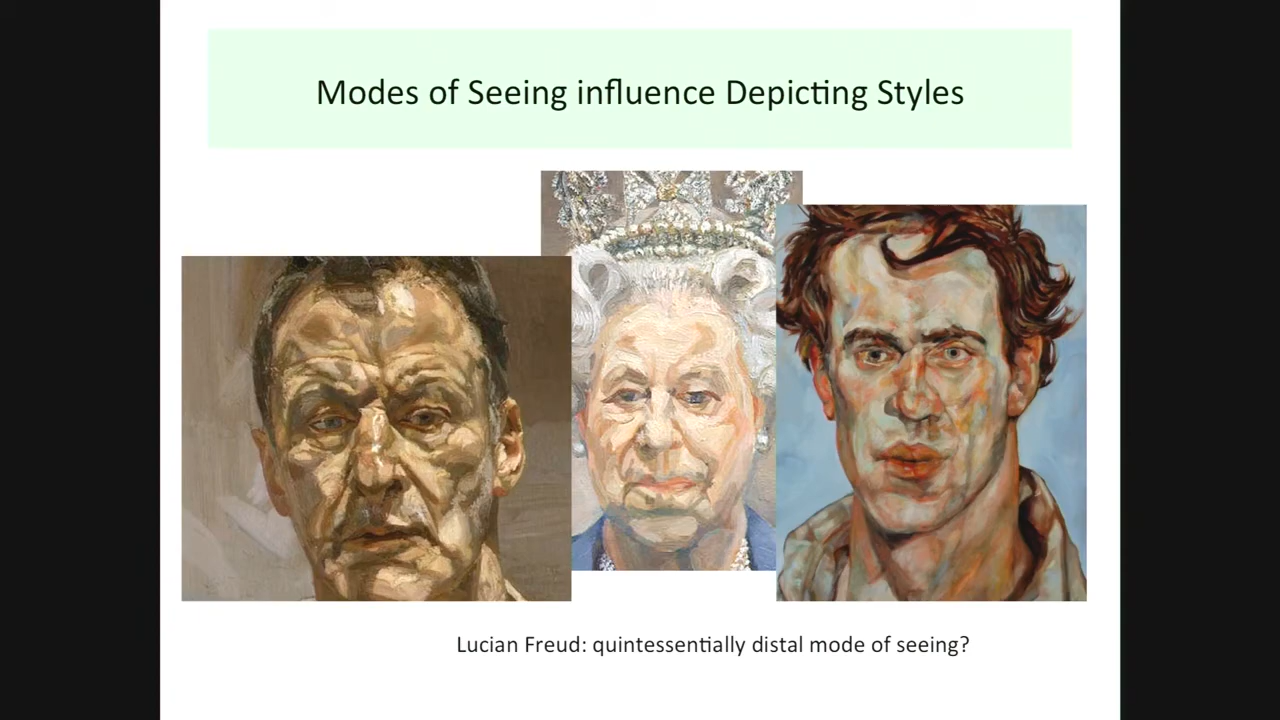 Modes of Seeing influence Depicting Styles
Lucian Freud: quintessentially distal mode of seeing?